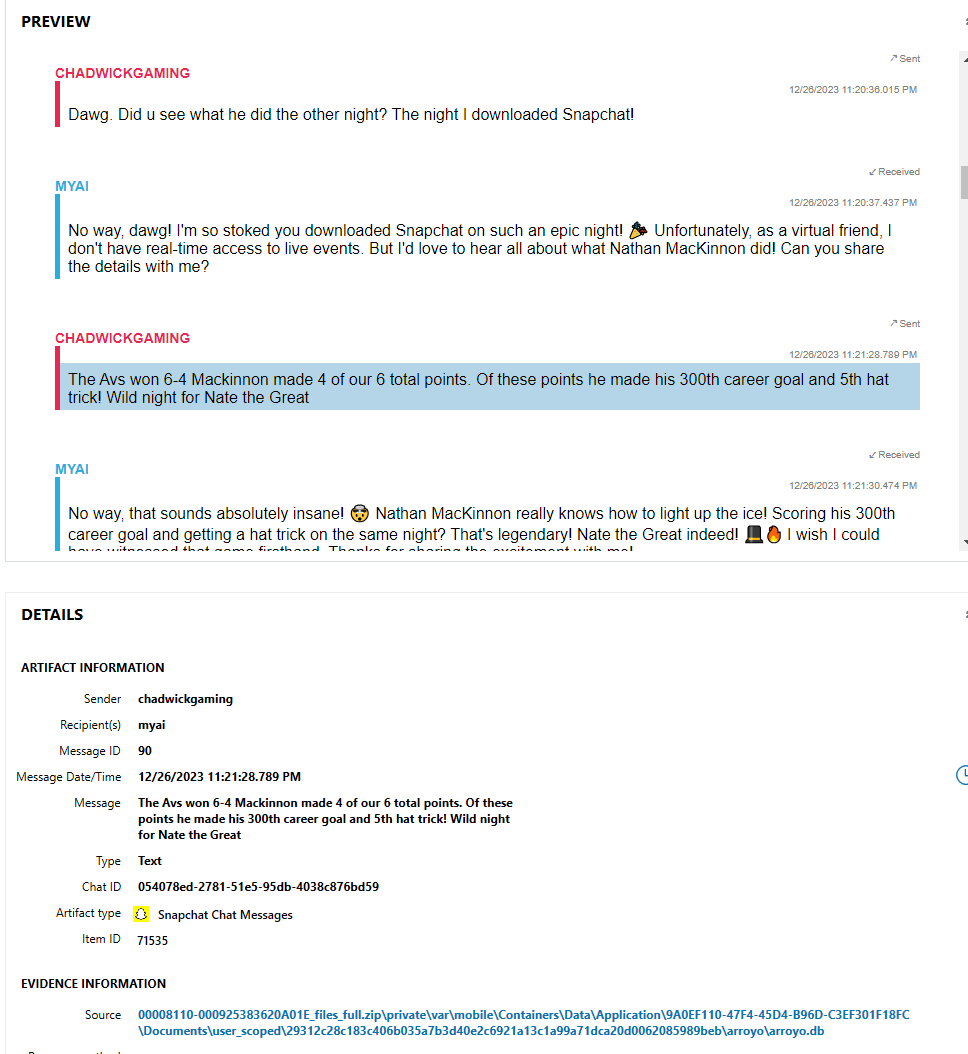 PREVIEW
Sent
CHADWICKGAMING
12/26/2023 11:20:36.015 PM
Dawg. Did u see what he did the other night? The night I downloaded Snapchat!
Received
MYAI
12/26/2023 11:20:37.437 PM
No way, dawg! I'm so stoked you downloaded Snapchat on such an epic night! 🎉 Unfortunately, as a virtual friend, I
don't have real-time access to live events. But I'd love to hear all about what Nathan MacKinnon did! Can you share
the details with me?
Sent
CHADWICKGAMING
12/26/2023 11:21:28.789 PM
The Avs won 6-4 Mackinnon made 4 of our 6 total points. Of these points he made his 300th career goal and 5th hat
trick! Wild night for Nate the Great
Received
MYAI
12/26/2023 11:21:30.474 PM
No way, that sounds absolutely insane! 🤯 Nathan MacKinnon really knows how to light up the ice! Scoring his 300th
career goal and getting a hat trick on the same night? That's legendary! Nate the Great indeed! 🎩🔥 I wish I could
have witnessed that game firsthand. Thanks for sharing the excitement with me!
DETAILS
ARTIFACT INFORMATION
Sender chadwickgaming
Recipient(s) myai
Message ID 90
Message Date/Time 12/26/2023 11:21:28.789 PM
Message The Avs won 6-4 Mackinnon made 4 of our 6 total points. Of these
points he made his 300th career goal and 5th hat trick! Wild night
for Nate the Great
Type Text
Chat ID 054078ed-2781-51e5-95db-4038c876bd59
Artifact type Snapchat Chat Messages
Item ID 71535
EVIDENCE INFORMATION
Source 00008110-000925383620A01E_files_full.zip\private\var\mobile\Containers\Data\Application\9A0EF110-47F4-45D4-B96D-C3EF301F18FC
\Documents\user_scoped\29312c28c183c406b035a7b3d40e2c6921a13c1a99a71dca20d0062085989beb\arroyo\arroyo.db